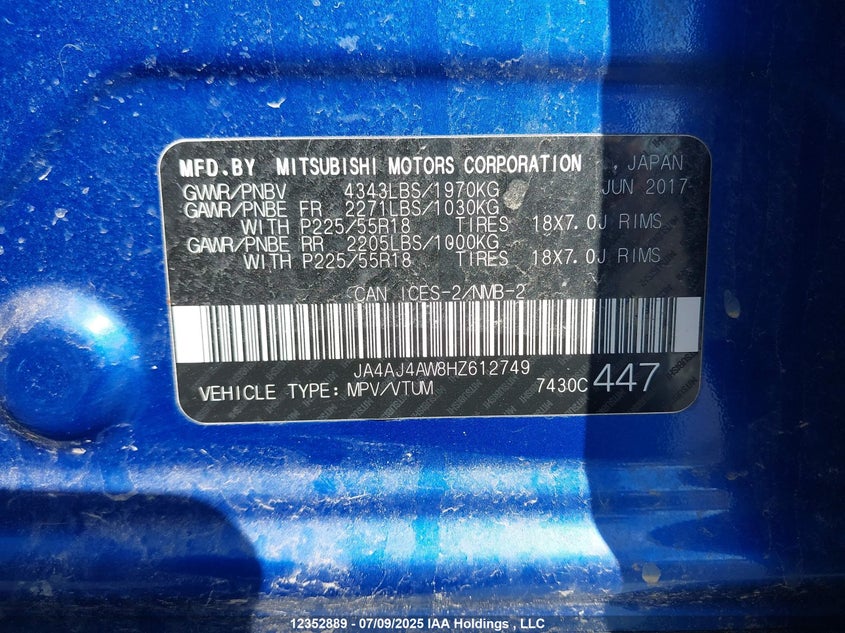 MFD.BY MITSUBISHI MOTORS CORPORATION , JAPAN
GVWR/PNBV 4343LBS/1970KG JUN 2017
GAWR/PNBE FR 2271LBS/1030KG
WITH P225/55R18 TIRES 18X7.0J RIMS
GAWR/PNBE RR 2205LBS/1000KG
WITH P225/55R18 TIRES 18X7.0J RIMS
CAN ICES-2/NMB-2
JA4AJ4AW8HZ612749
VEHICLE TYPE: MPV/VTUM 7430C 447
12352889 - 07/09/2025 IAA Holdings , LLC